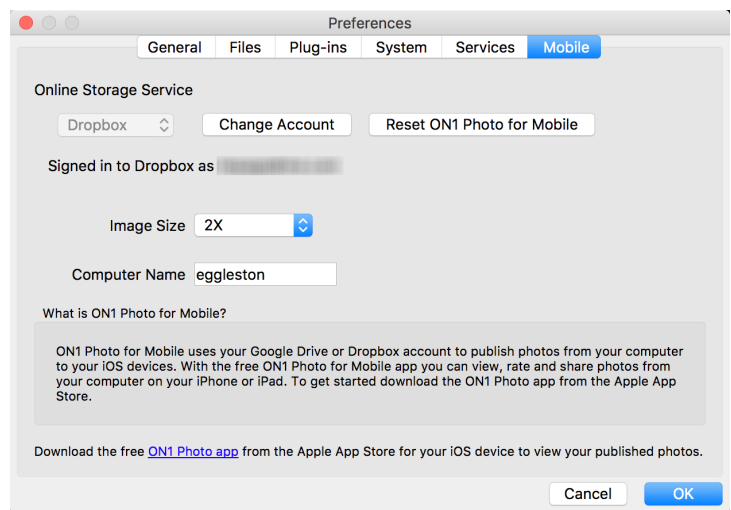 Preferences
General Files Plug-ins System Services Mobile
Online Storage Service
Dropbox Change Account Reset ON1 Photo for Mobile
Signed in to Dropbox as
Image Size 2X
Computer Name eggleston
What is ON1 Photo for Mobile?
ON1 Photo for Mobile uses your Google Drive or Dropbox account to publish photos from your computer
to your iOS devices. With the free ON1 Photo for Mobile app you can view, rate and share photos from
your computer on your iPhone or iPad. To get started download the ON1 Photo app from the Apple App
Store.
Download the free ON1 Photo app from the Apple App Store for your iOS device to view your published photos.
Cancel OK